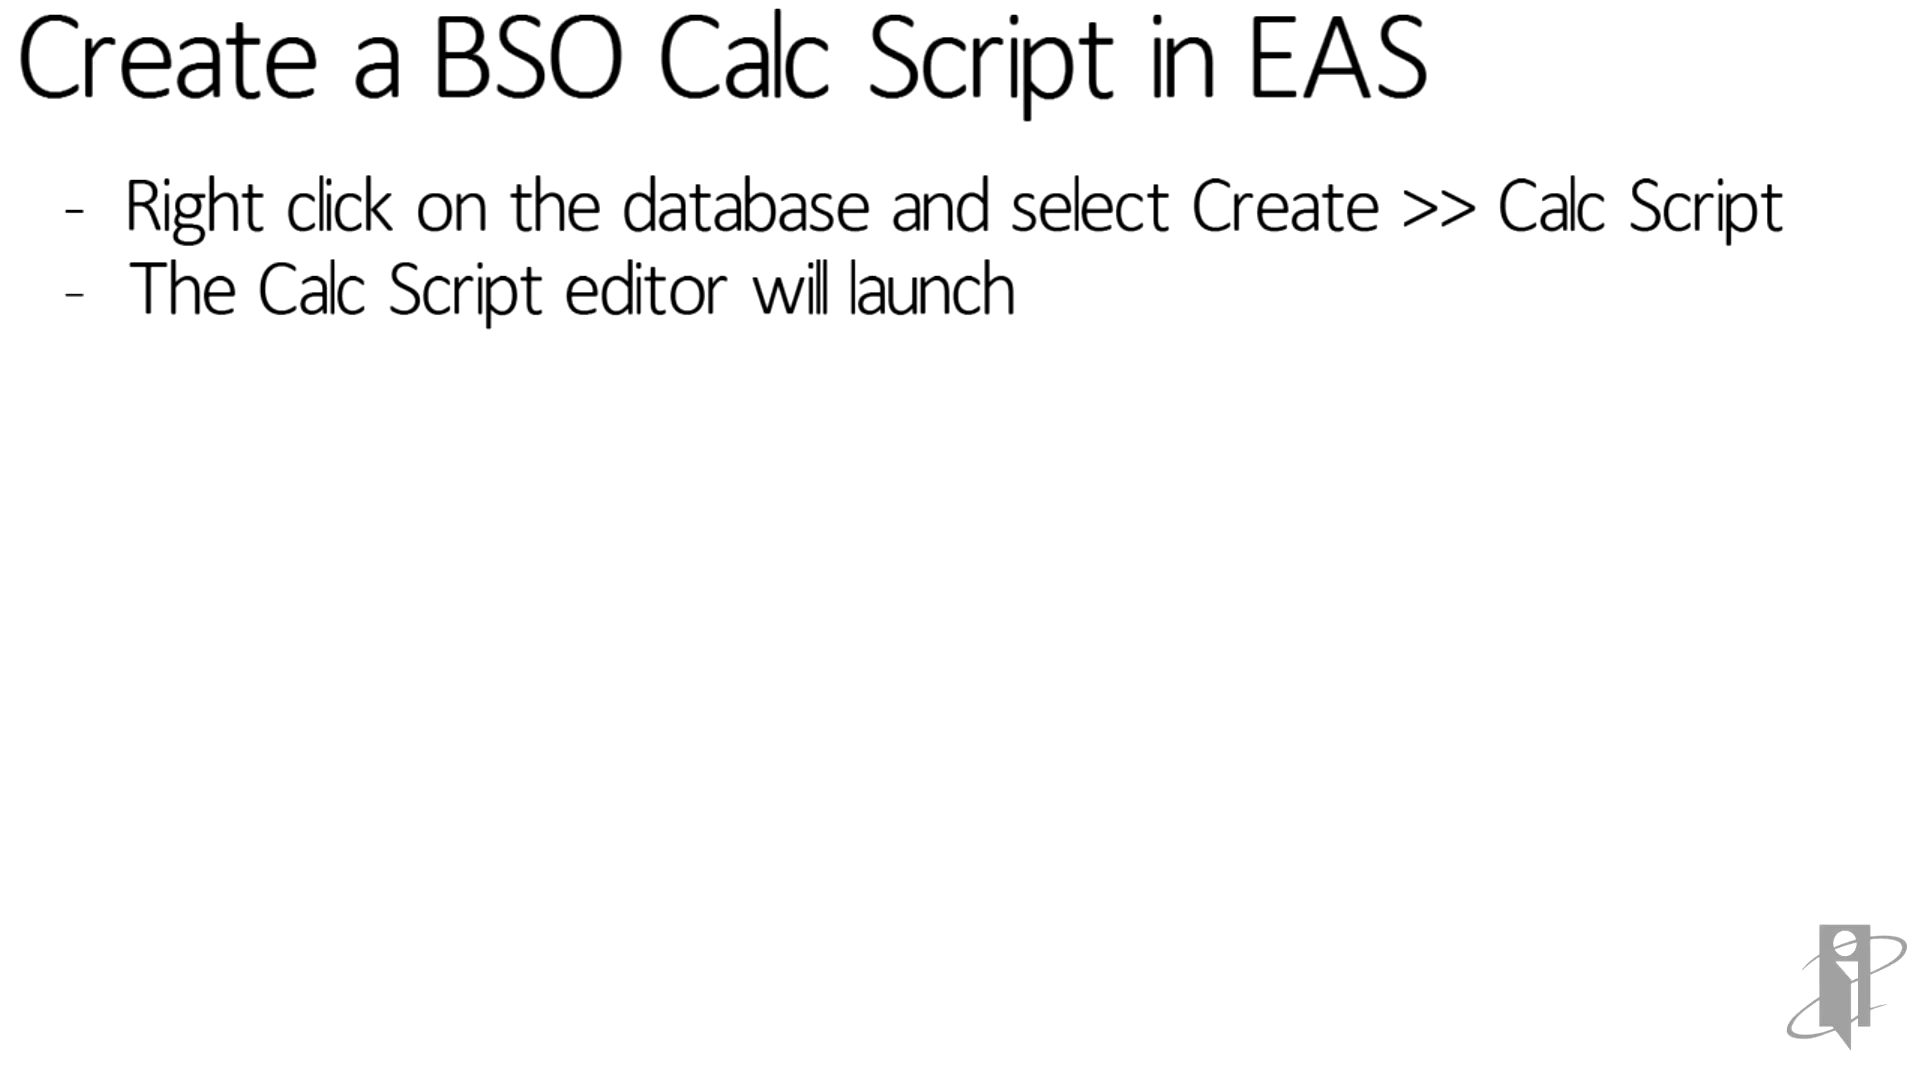 Create a BSO Calc Script in EAS
- Right click on the database and select Create >> Calc Script
- The Calc Script editor will launch